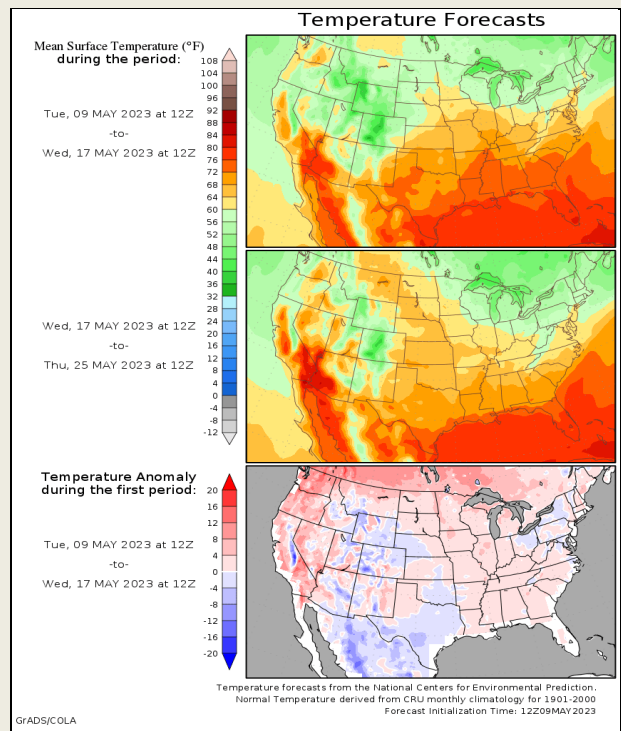 Temperature Forecasts
Mean Surface Temperature (°F)
during the period:
108
104
100
96
92
88
84
80
76
72
68
64
60
56
52
48
44
40
36
32
28
24
20
16
12
8
4
0
-4
-8
-12
Tue, 09 MAY 2023 at 12Z
-to-
Wed, 17 MAY 2023 at 12Z
Wed, 17 MAY 2023 at 12Z
-to-
Thu, 25 MAY 2023 at 12Z
Temperature Anomaly
during the first period:
20
16
12
8
4
0
-4
-8
-12
-16
-20
Tue, 09 MAY 2023 at 12Z
-to-
Wed, 17 MAY 2023 at 12Z
Temperature forecasts from the National Centers for Environmental Prediction.
Normal Temperature derived from CRU monthly climatology for 1901-2000
Forecast Initialization Time: 12Z09MAY2023
GrADS/COLA